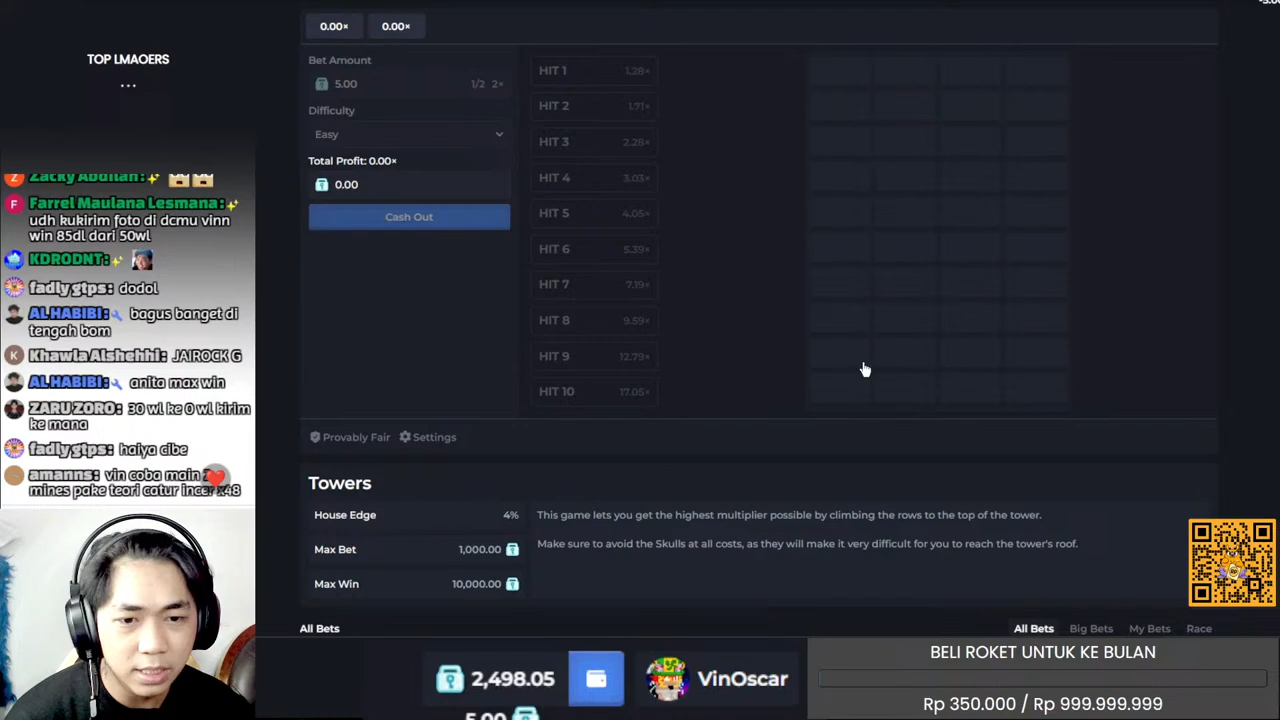 TOP LMAOERS
...
Zacky Abdilah:
Farrel Maulana Lesmana:
udh kukirim foto di dcmu vinn
win 85dl dari 50wl
KDRODNT:
fadly gtps: dodol
AL HABIBI: bagus banget di
tengah bom
Khawla Alshehhi: JAIROCK G
AL HABIBI: anita max win
ZARU ZORO: 30 wl ke 0 wl kirim
ke mana
fadly gtps: haiya cibe
amanns: vin coba main
mines pake teori catur incer x48
0.00× 0.00×
Bet Amount
5.00 1/2 2×
Difficulty
Easy
Total Profit: 0.00×
0.00
Cash Out
HIT 1 1.28×
HIT 2 1.71×
HIT 3 2.28×
HIT 4 3.03×
HIT 5 4.05×
HIT 6 5.39×
HIT 7 7.19×
HIT 8 9.59×
HIT 9 12.79×
HIT 10 17.05×
Provably Fair Settings
Towers
House Edge 4%
Max Bet 1,000.00
Max Win 10,000.00
This game lets you get the highest multiplier possible by climbing the rows to the top of the tower.
Make sure to avoid the Skulls at all costs, as they will make it very difficult for you to reach the tower's roof.
All Bets
All Bets Big Bets My Bets Race
2,498.05
5.00
VinOscar
BELI ROKET UNTUK KE BULAN
Rp 350.000 / Rp 999.999.999